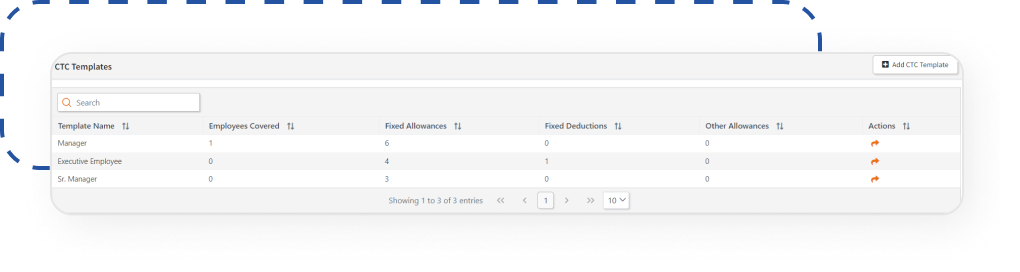 CTC Templates
Add CTC Template
Search
Template Name Employees Covered Fixed Allowances Fixed Deductions Other Allowances Actions
Manager 1 6 0 0
Executive Employee 0 4 1 0
Sr. Manager 0 3 0 0
Showing 1 to 3 of 3 entries << < 1 > >> 10